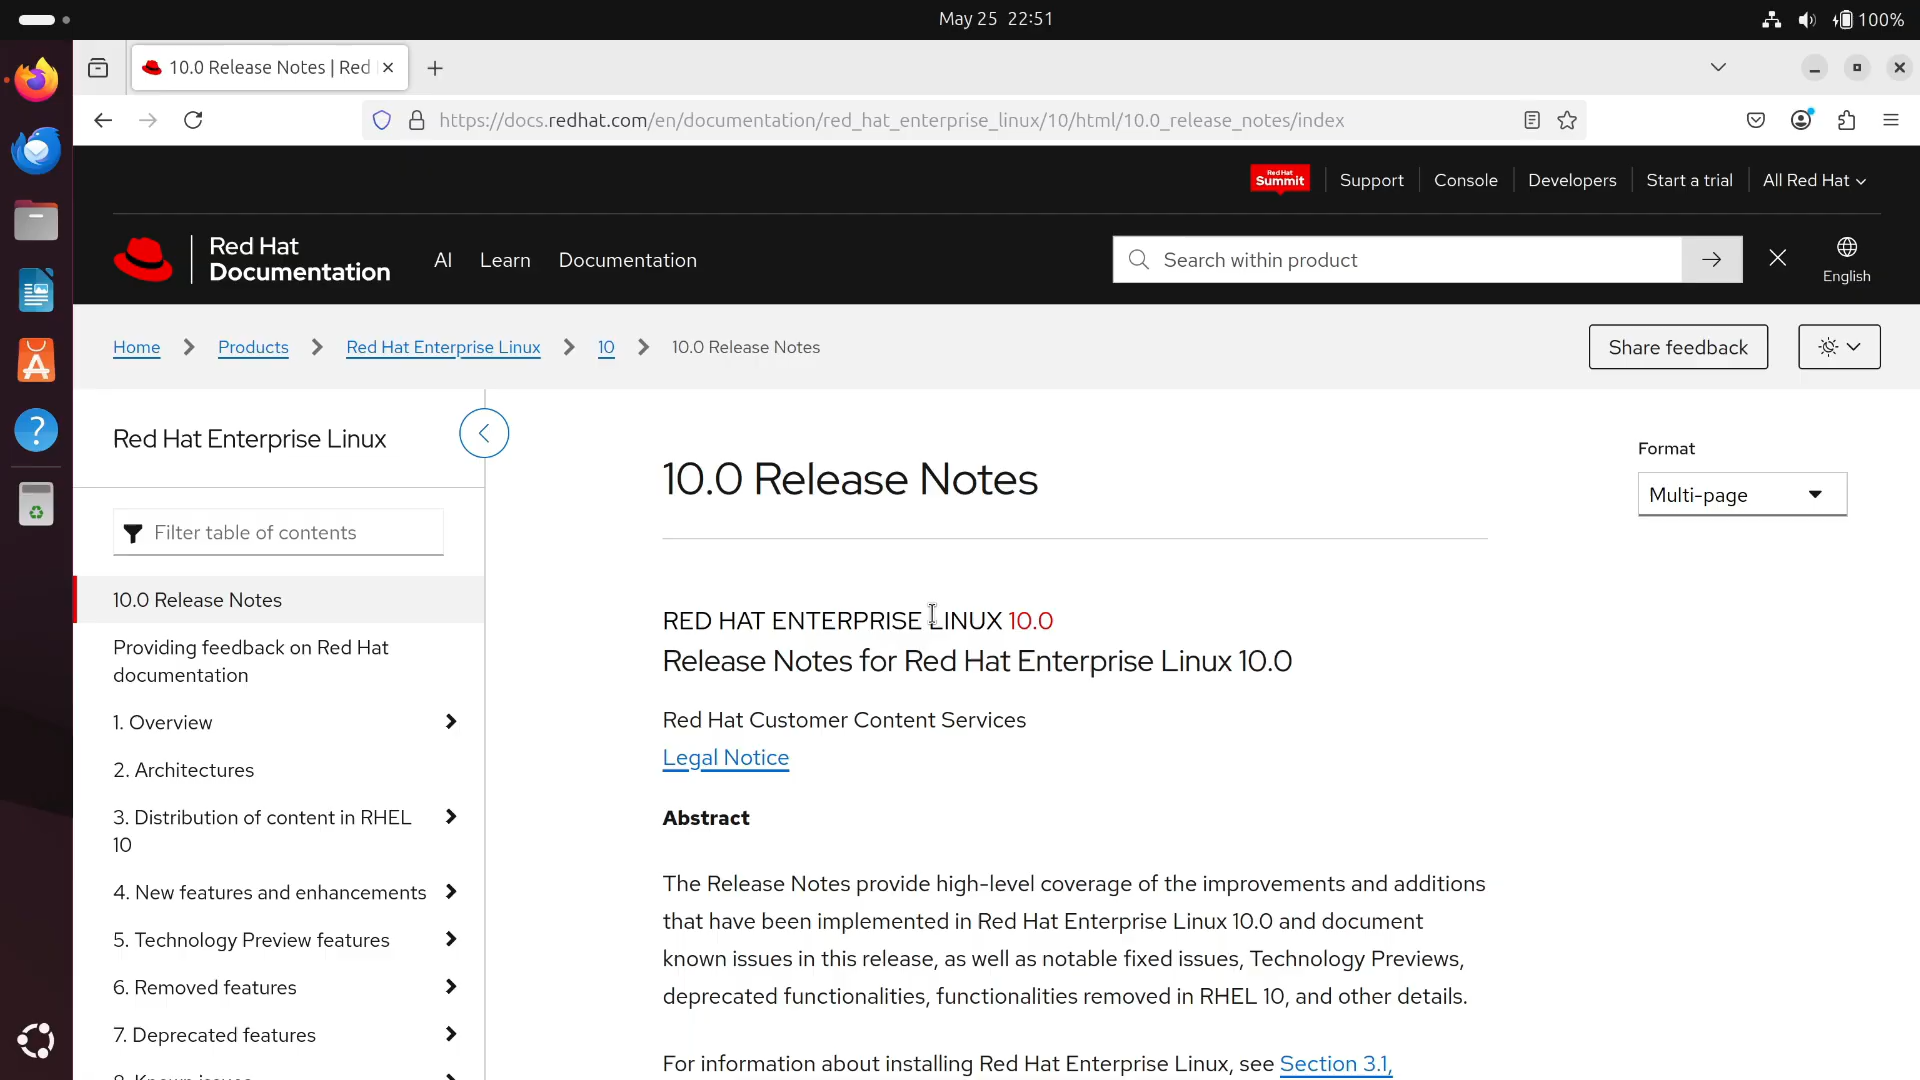 May 25 22:51
100%
10.0 Release Notes | Red
https://docs.redhat.com/en/documentation/red_hat_enterprise_linux/10/html/10.0_release_notes/index
Red Hat
Summit
Support
Console
Developers
Start a trial
All Red Hat
Red Hat
Documentation
AI
Learn
Documentation
Search within product
English
Home
Products
Red Hat Enterprise Linux
10
10.0 Release Notes
Share feedback
Red Hat Enterprise Linux
Filter table of contents
10.0 Release Notes
Providing feedback on Red Hat
documentation
1. Overview
2. Architectures
3. Distribution of content in RHEL
10
4. New features and enhancements
5. Technology Preview features
6. Removed features
7. Deprecated features
8. Known issues
10.0 Release Notes
Format
Multi-page
RED HAT ENTERPRISE LINUX 10.0
Release Notes for Red Hat Enterprise Linux 10.0
Red Hat Customer Content Services
Legal Notice
Abstract
The Release Notes provide high-level coverage of the improvements and additions
that have been implemented in Red Hat Enterprise Linux 10.0 and document
known issues in this release, as well as notable fixed issues, Technology Previews,
deprecated functionalities, functionalities removed in RHEL 10, and other details.
For information about installing Red Hat Enterprise Linux, see Section 3.1,